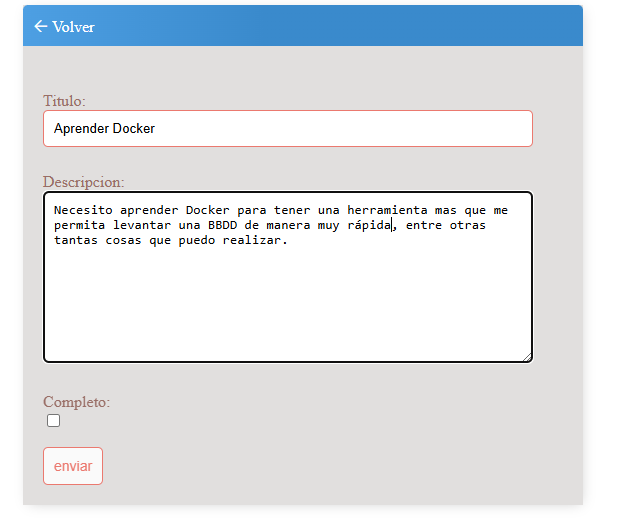 ← Volver
Titulo:
Aprender Docker
Descripcion:
Necesito aprender Docker para tener una herramienta mas que me
permita levantar una BBDD de manera muy rápida, entre otras
tantas cosas que puedo realizar.
Completo:
enviar